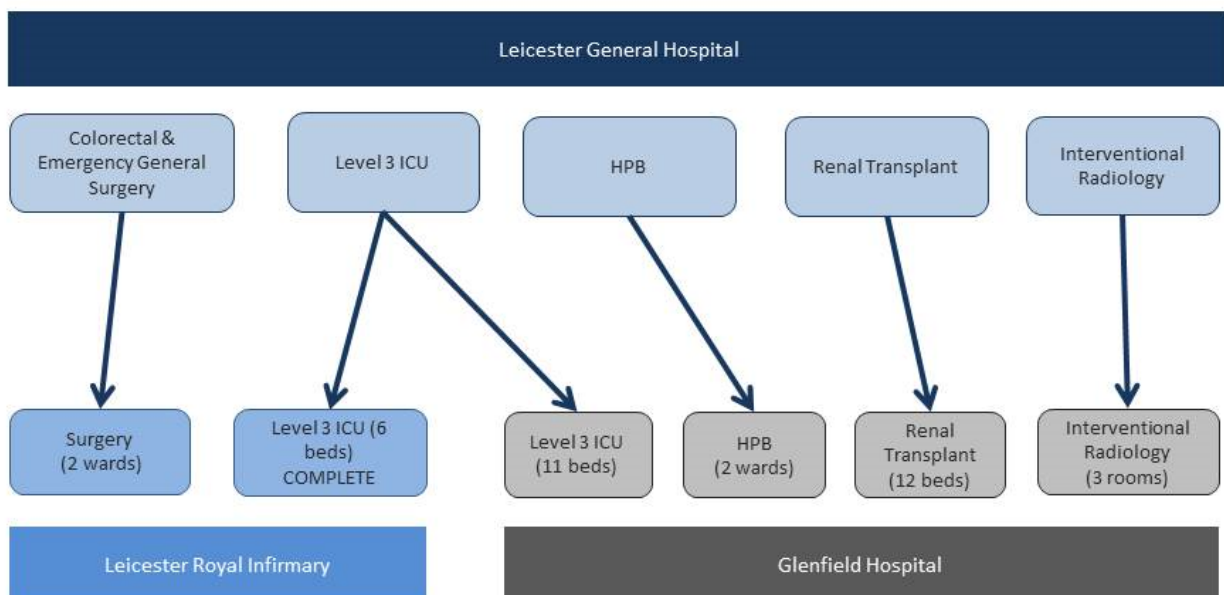 Leicester General Hospital
Colorectal &
Emergency General
Surgery
Level 3 ICU
HPB
Renal Transplant
Interventional
Radiology
Surgery
(2 wards)
Level 3 ICU (6
beds)
COMPLETE
Level 3 ICU
(11 beds)
HPB
(2 wards)
Renal
Transplant
(12 beds)
Interventional
Radiology
(3 rooms)
Leicester Royal Infirmary
Glenfield Hospital